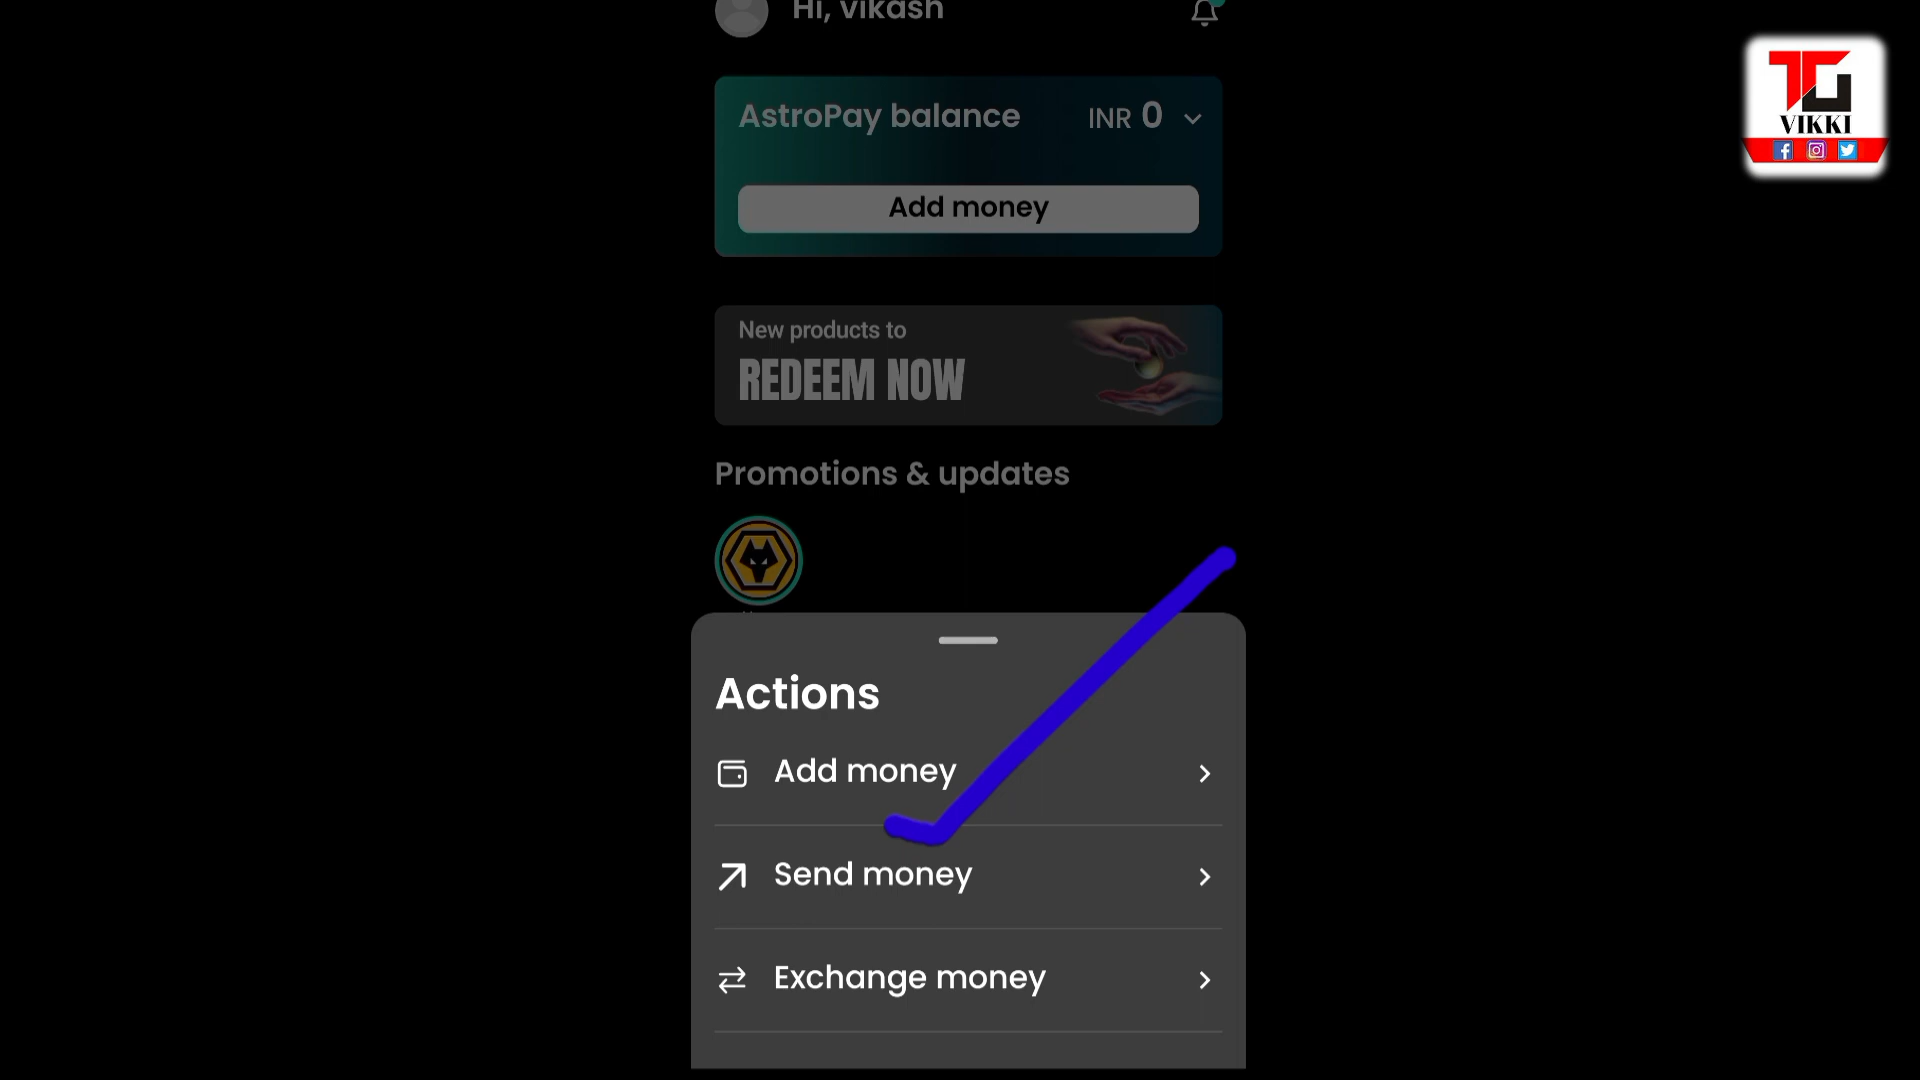 Hi, vikash
AstroPay balance INR 0
Add money
New products to
REDEEM NOW
Promotions & updates
Actions
Add money
Send money
Exchange money
TG
VIKKI